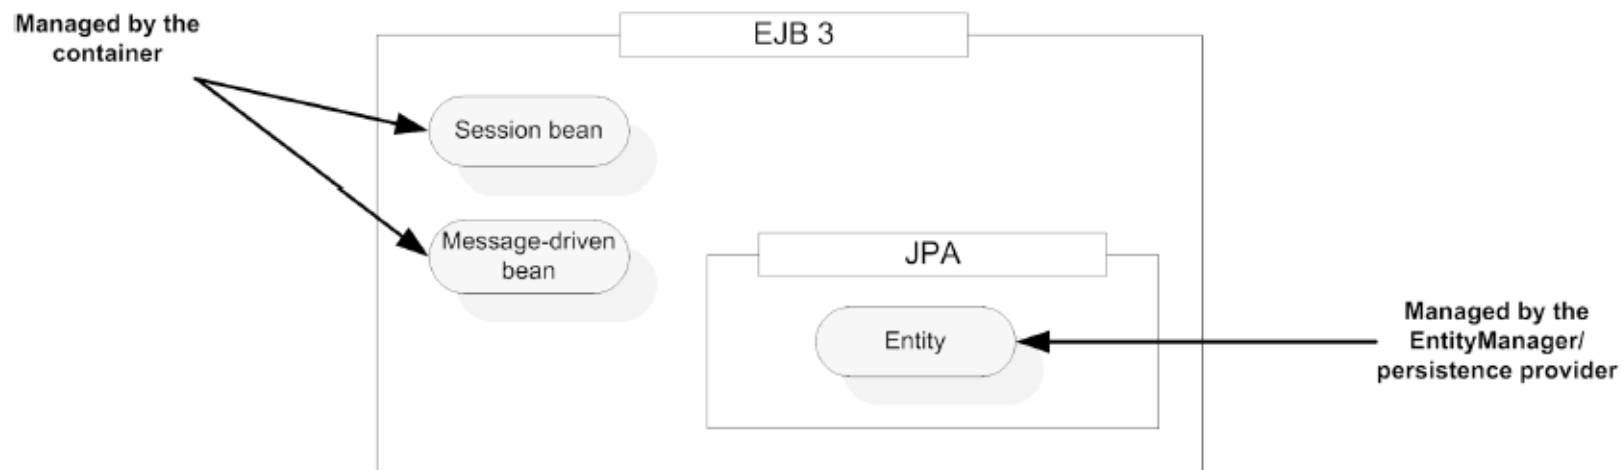 Managed by the
container
EJB 3
Session bean
Message-driven
bean
JPA
Entity
Managed by the
EntityManager/
persistence provider